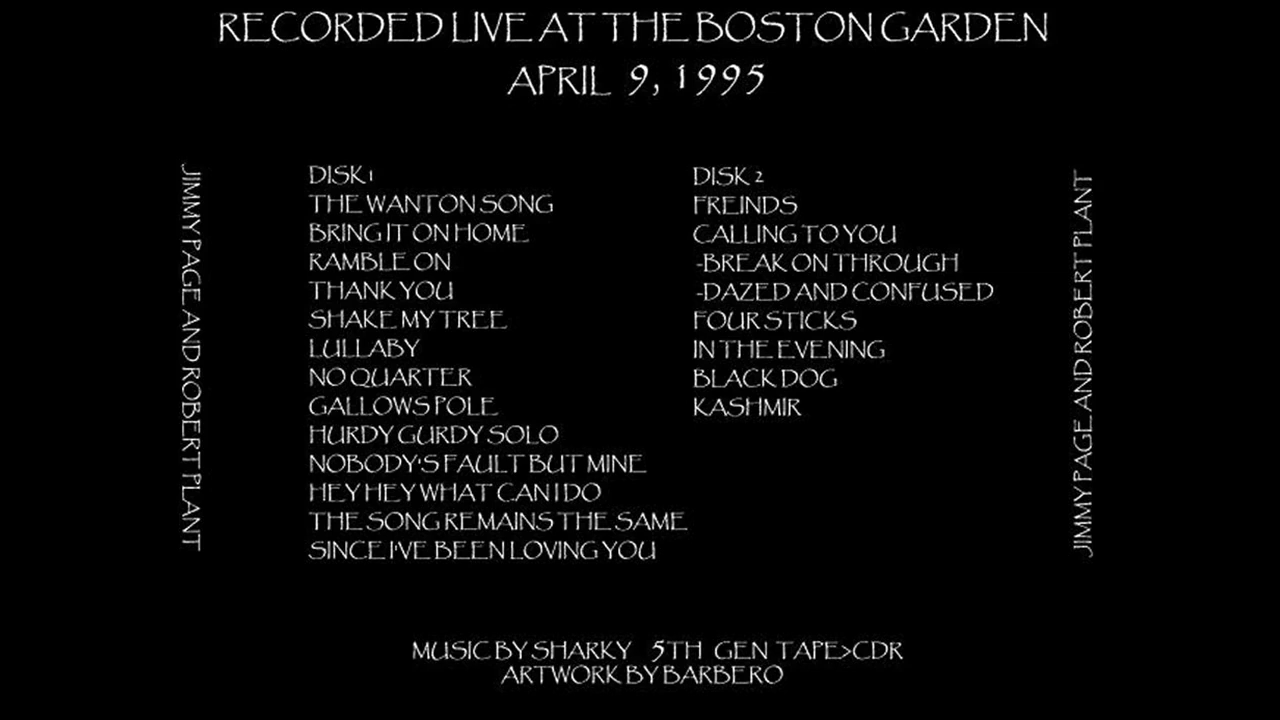 RECORDED LIVE AT THE BOSTON GARDEN
APRIL 9, 1995
JIMMY PAGE AND ROBERT PLANT
DISK 1
THE WANTON SONG
BRING IT ON HOME
RAMBLE ON
THANK YOU
SHAKE MY TREE
LULLABY
NO QUARTER
GALLOWS POLE
HURDY GURDY SOLO
NOBODY'S FAULT BUT MINE
HEY HEY WHAT CAN I DO
THE SONG REMAINS THE SAME
SINCE I'VE BEEN LOVING YOU
DISK 2
FREINDS
CALLING TO YOU
-BREAK ON THROUGH
-DAZED AND CONFUSED
FOUR STICKS
IN THE EVENING
BLACK DOG
KASHMIR
JIMMY PAGE AND ROBERT PLANT
MUSIC BY SHARKY 5TH GEN TAPE>CDR
ARTWORK BY BARBERO